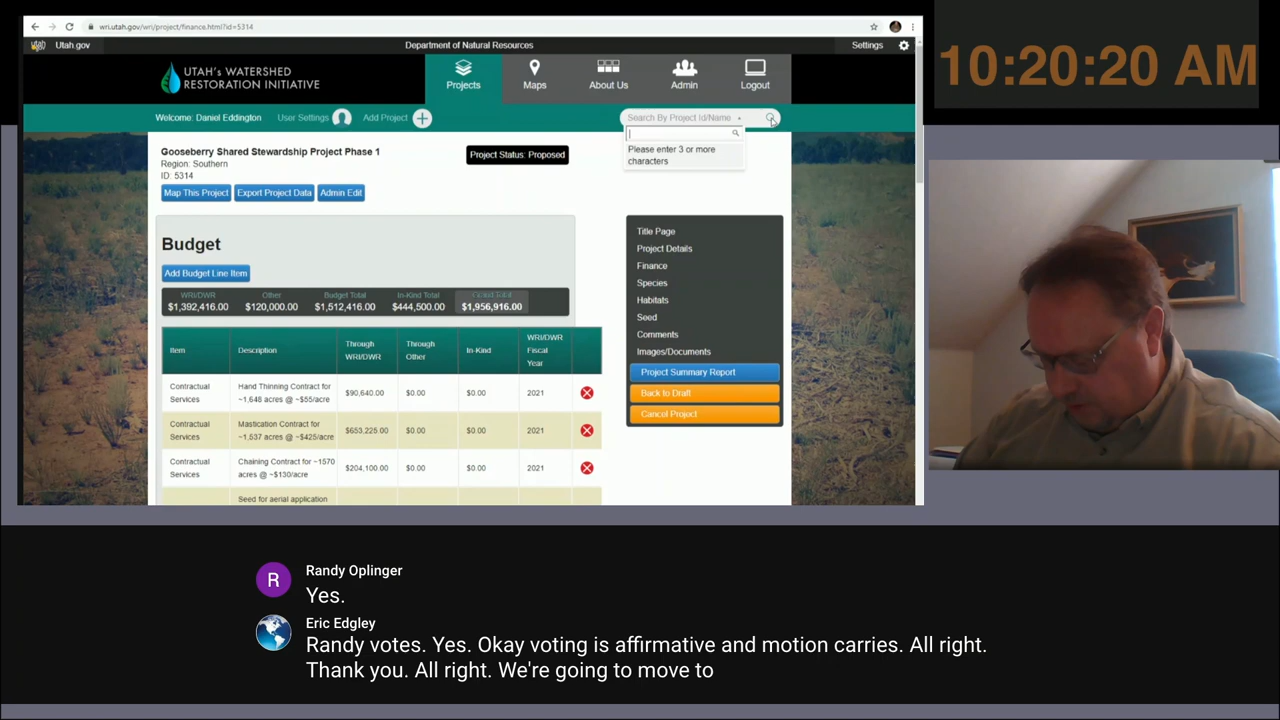 wri.utah.gov/wri/project/finance.html?id=5314
10:20:20 AM
Utah.gov
Department of Natural Resources
Settings
UTAH's WATERSHED
RESTORATION INITIATIVE
Projects
Maps
About Us
Admin
Logout
Welcome: Daniel Eddington
User Settings
Add Project
Search By Project Id/Name
Please enter 3 or more
characters
Gooseberry Shared Stewardship Project Phase 1
Region: Southern
ID: 5314
Project Status: Proposed
Map This Project
Export Project Data
Admin Edit
Budget
Add Budget Line Item
WRI/DWR
$1,392,416.00
Other
$120,000.00
Budget Total
$1,512,416.00
In-Kind Total
$444,500.00
Grand Total
$1,956,916.00
Item
Description
Through
WRI/DWR
Through
Other
In-Kind
WRI/DWR
Fiscal
Year
Contractual
Services
Hand Thinning Contract for
~1,648 acres @ ~$55/acre
$90,640.00
$0.00
$0.00
2021
Contractual
Services
Mastication Contract for
~1,537 acres @ ~$425/acre
$653,225.00
$0.00
$0.00
2021
Contractual
Services
Chaining Contract for ~1570
acres @ ~$130/acre
$204,100.00
$0.00
$0.00
2021
Seed for aerial application
Title Page
Project Details
Finance
Species
Habitats
Seed
Comments
Images/Documents
Project Summary Report
Back to Draft
Cancel Project
R
Randy Oplinger
Yes.
Eric Edgley
Randy votes. Yes. Okay voting is affirmative and motion carries. All right.
Thank you. All right. We're going to move to